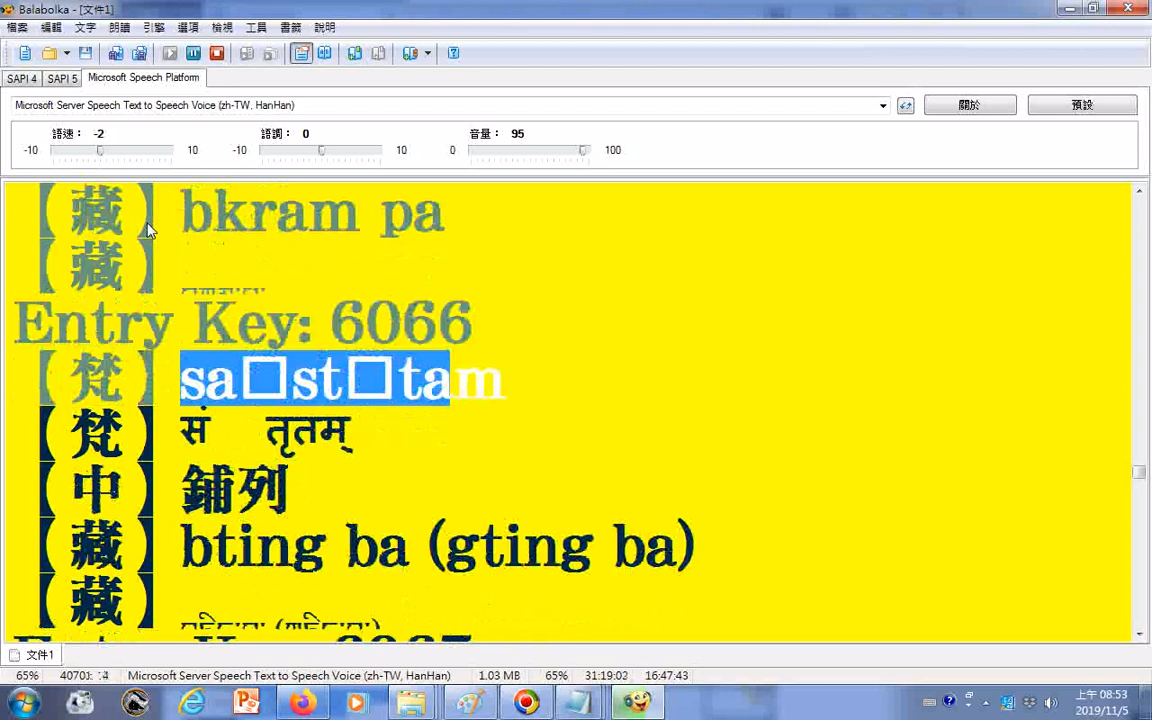 Balabolka - [文件1]
檔案 編輯 文字 朗讀 引擎 選項 檢視 工具 書籤 說明
SAPI 4 SAPI 5 Microsoft Speech Platform
Microsoft Server Speech Text to Speech Voice (zh-TW, HanHan) 關於 預設
語速： -2 語調： 0 音量： 95
-10 10 -10 10 0 100
【 藏 】 bkram pa
【 藏 】
Entry Key: 6066
【 梵 】 sa□st□tam
【 梵 】 सं तृतम्
【 中 】 鋪列
【 藏 】 bting ba (gting ba)
【 藏 】
文件1
65% Microsoft Server Speech Text to Speech Voice (zh-TW, HanHan) 1.03 MB 65% 31:19:02 16:47:43
上午 08:53
2019/11/5